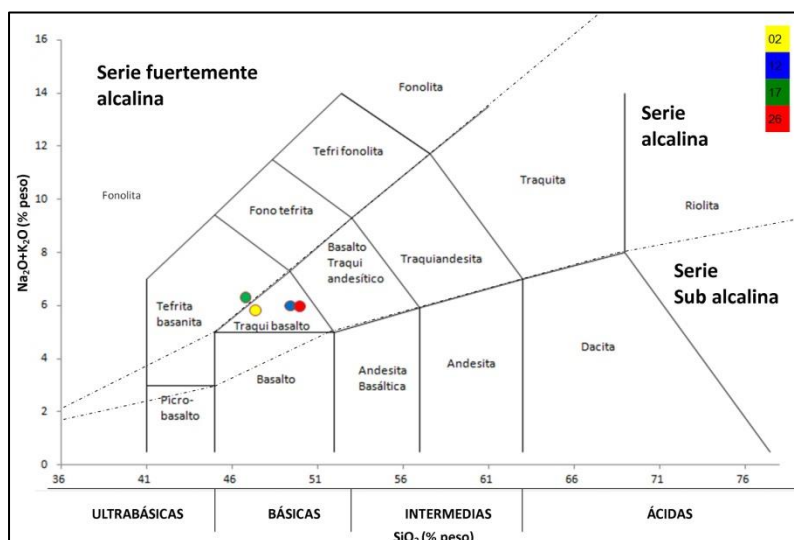 16
14
12
10
8
6
4
2
0
Na₂O+K₂O (% peso)
02
12
17
26
Serie fuertemente
alcalina
Fonolita
Serie
alcalina
Tefri fonolita
Traquita
Fonolita
Fono tefrita
Riolita
Basalto
Traqui
andesítico
Traquiandesita
Serie
Sub alcalina
Tefrita
basanita
Traqui basalto
Basalto
Andesita
Basáltica
Andesita
Dacita
Picro-
basalto
36 41 46 51 56 61 66 71 76
ULTRABÁSICAS BÁSICAS INTERMEDIAS ÁCIDAS
SiO₂ (% peso)